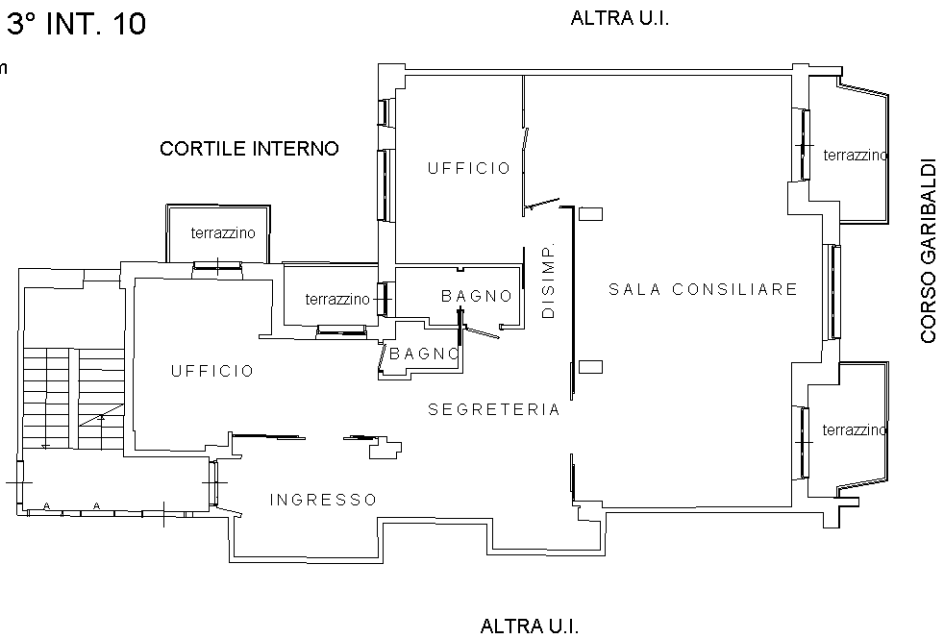 3° INT. 10
ALTRA U.I.
m
CORTILE INTERNO
UFFICIO
terrazzino
CORSO GARIBALDI
terrazzino
terrazzino
BAGNO
DISIMP.
SALA CONSILIARE
BAGNO
UFFICIO
SEGRETERIA
terrazzino
INGRESSO
A
A
ALTRA U.I.